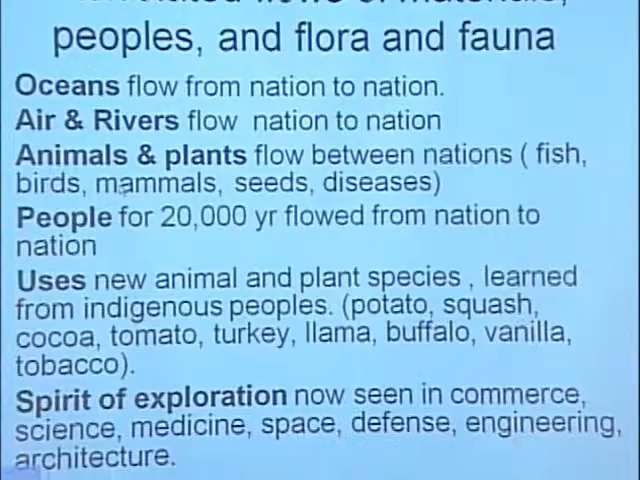 peoples, and flora and fauna
Oceans flow from nation to nation.
Air & Rivers flow nation to nation
Animals & plants flow between nations ( fish,
birds, mammals, seeds, diseases)
People for 20,000 yr flowed from nation to
nation
Uses new animal and plant species , learned
from indigenous peoples. (potato, squash,
cocoa, tomato, turkey, llama, buffalo, vanilla,
tobacco).
Spirit of exploration now seen in commerce,
science, medicine, space, defense, engineering,
architecture.